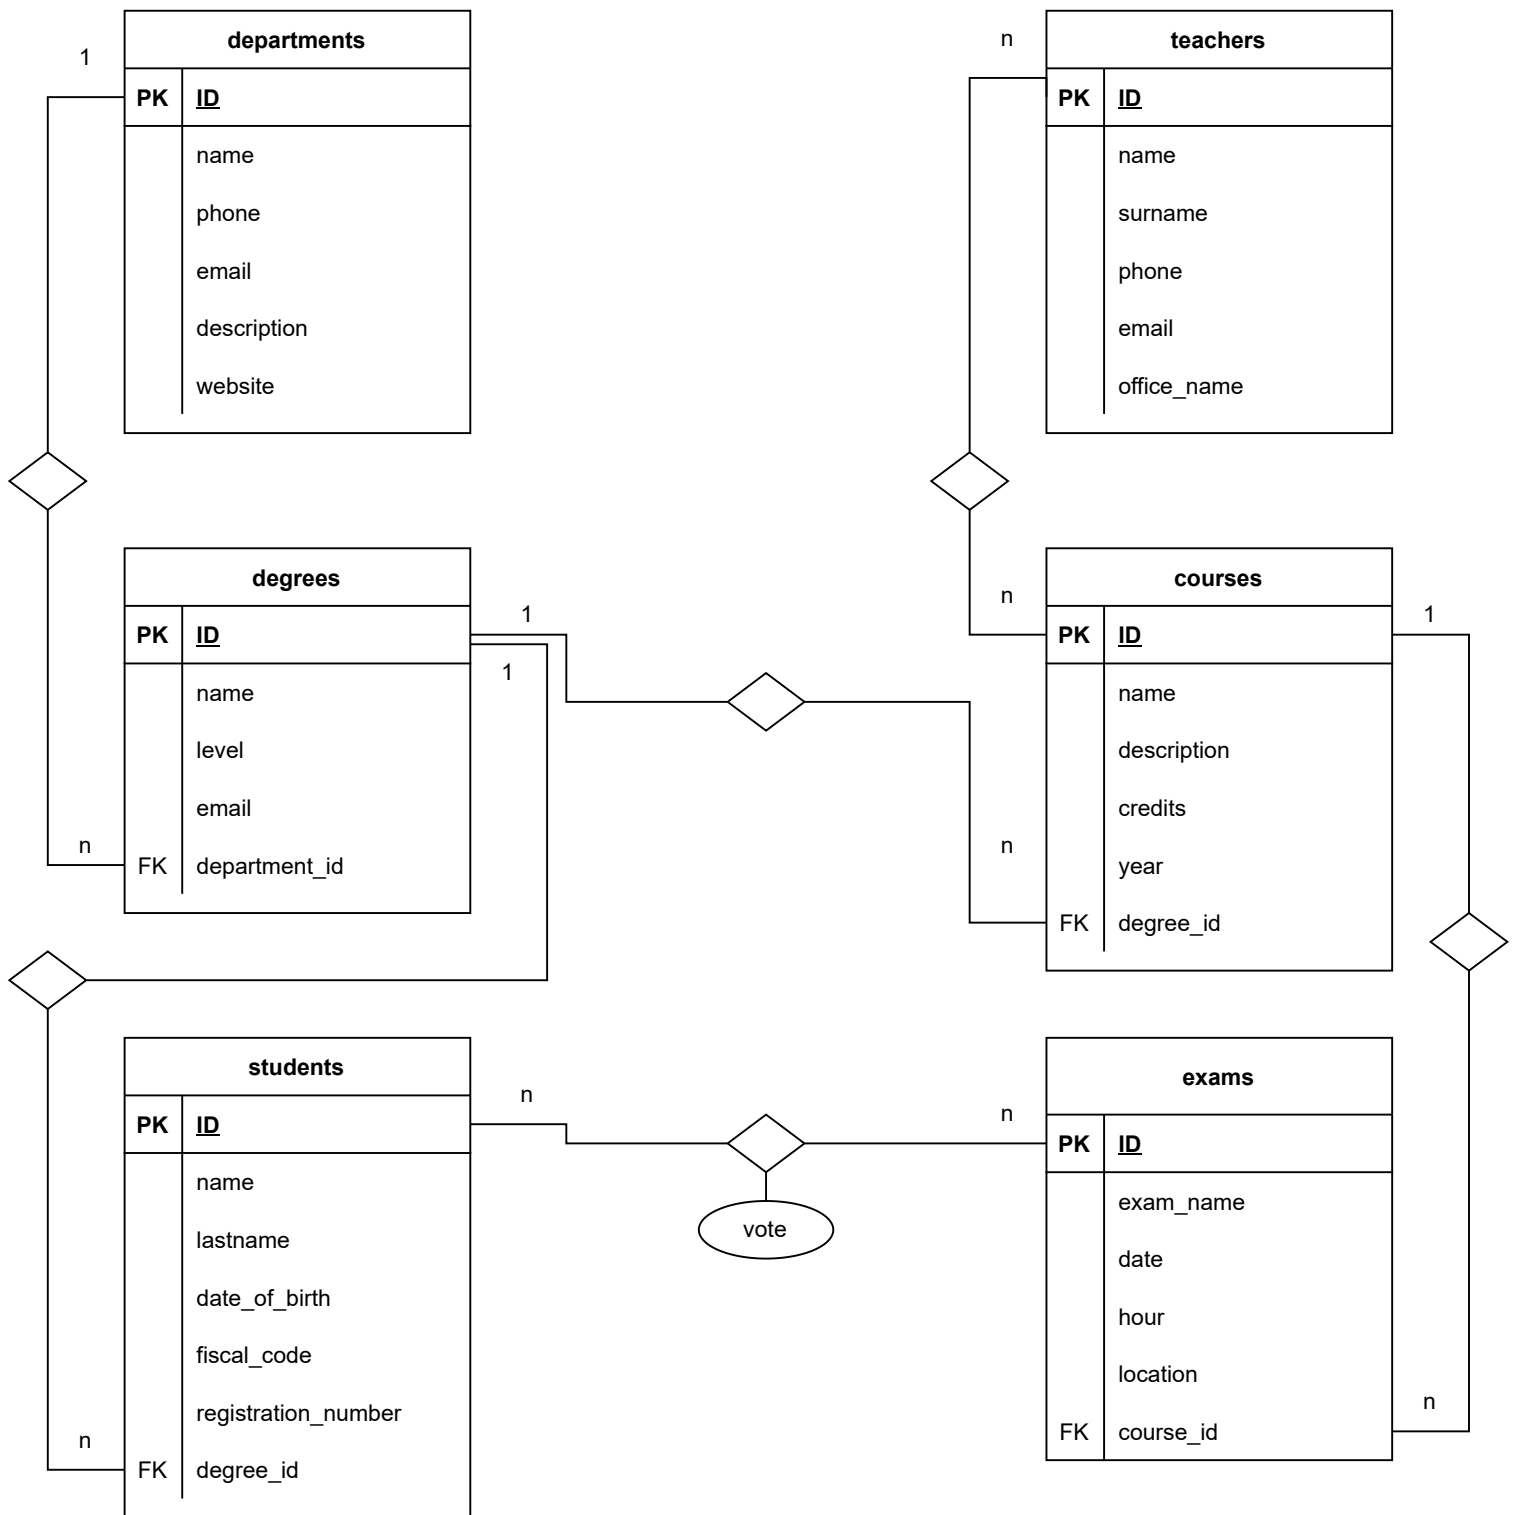 departments
1
PK ID
name
phone
email
description
website
teachers
n
PK ID
name
surname
phone
email
office_name
degrees
PK ID
1
1
name
level
email
n
FK department_id
courses
n
PK ID
1
name
description
credits
year
n
FK degree_id
students
PK ID
n
name
lastname
date_of_birth
fiscal_code
registration_number
n
FK degree_id
vote
exams
n
PK ID
exam_name
date
hour
location
n
FK course_id